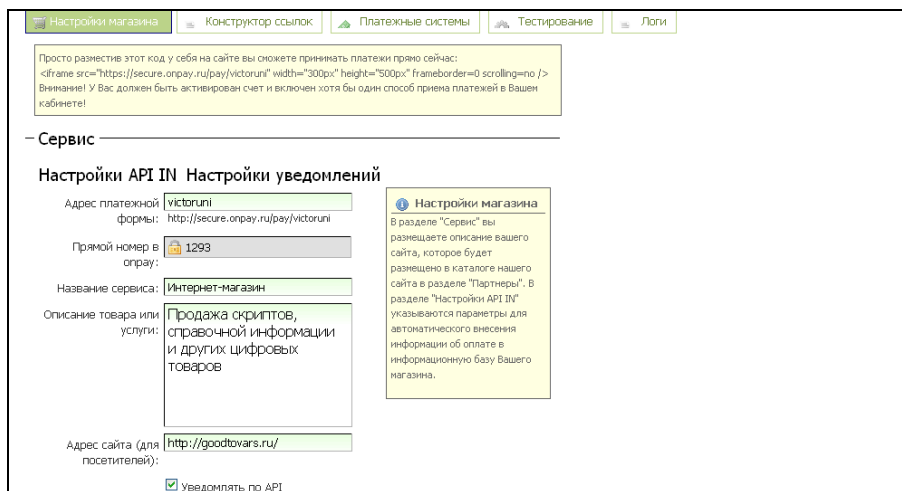 Настройки магазина Конструктор ссылок Платежные системы Тестирование Логи
Просто разместив этот код у себя на сайте вы сможете принимать платежи прямо сейчас:
<iframe src="https://secure.onpay.ru/pay/victoruni" width="300px" height="500px" frameborder=0 scrolling=no />
Внимание! У Вас должен быть активирован счет и включен хотя бы один способ приема платежей в Вашем
кабинете!
Сервис
Настройки API IN Настройки уведомлений
Адрес платежной
формы:
victoruni
http://secure.onpay.ru/pay/victoruni
Прямой номер в
onpay:
1293
Название сервиса:
Интернет-магазин
Описание товара или
услуги:
Продажа скриптов,
справочной информации
и других цифровых
товаров
Адрес сайта (для
посетителей):
http://goodtovars.ru/
Уведомлять по API
Настройки магазина
В разделе "Сервис" вы
размещаете описание вашего
сайта, которое будет
размещено в каталоге нашего
сайта в разделе "Партнеры". В
разделе "Настройки API IN"
указываются параметры для
автоматического внесения
информации об оплате в
информационную базу Вашего
магазина.